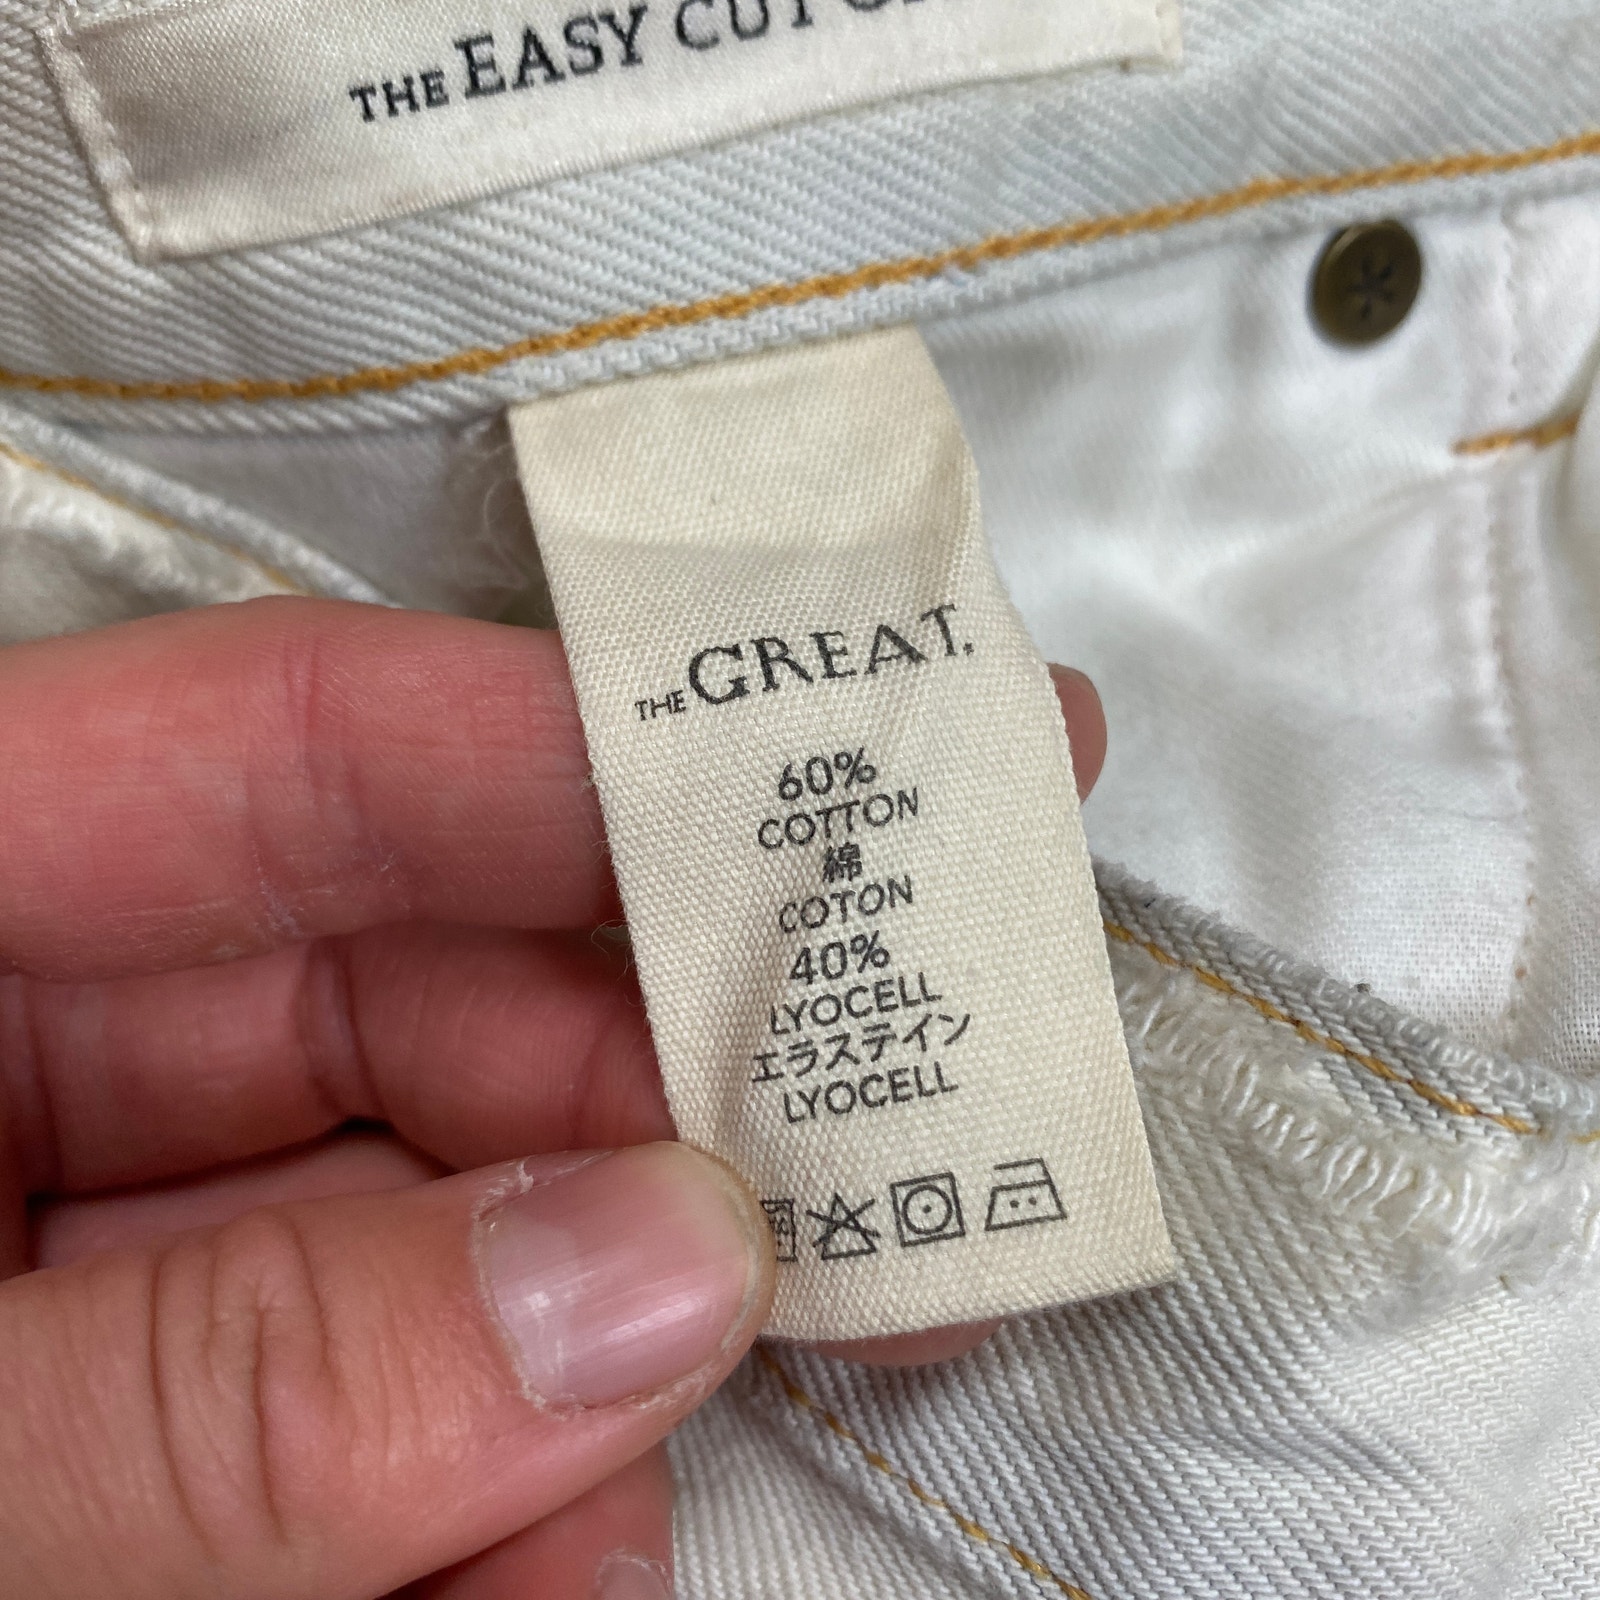 THE EASY CUT
THE GREAT.
60%
COTTON
綿
COTON
40%
LYOCELL
エラステイン
LYOCELL